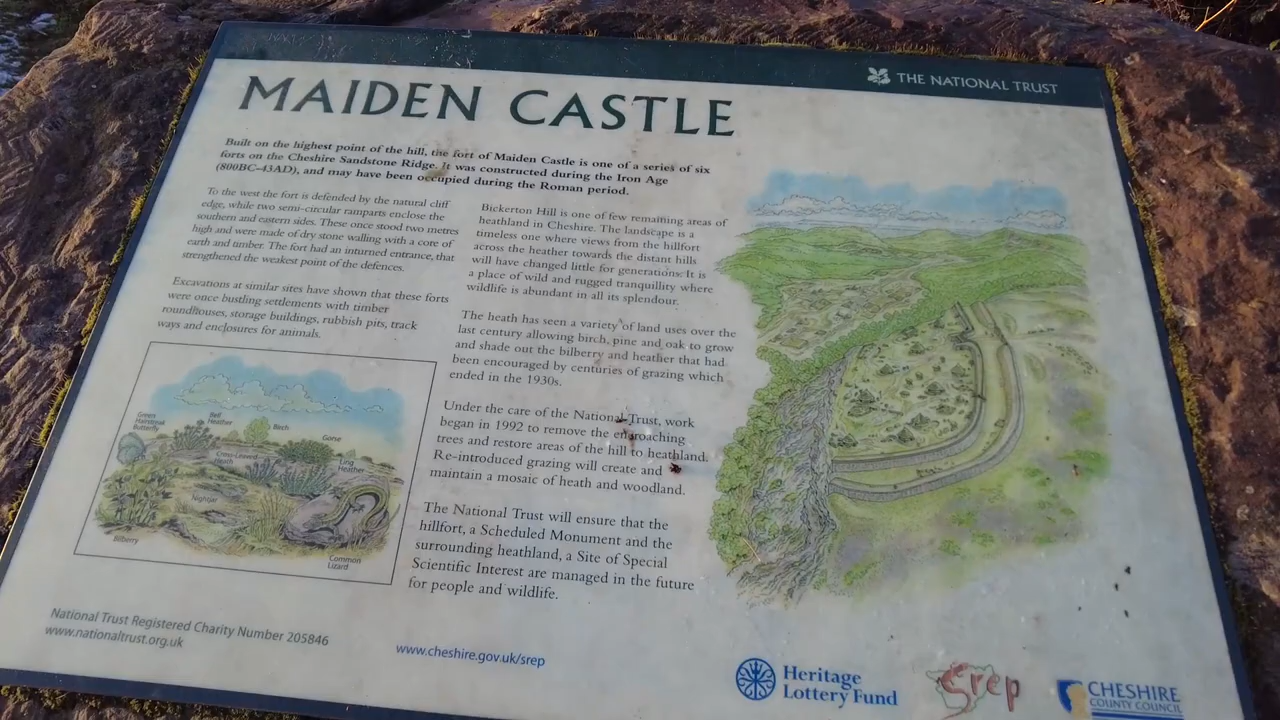 THE NATIONAL TRUST
MAIDEN CASTLE
Built on the highest point of the hill, the fort of Maiden Castle is one of a series of six
forts on the Cheshire Sandstone Ridge. It was constructed during the Iron Age
(800BC-43AD), and may have been occupied during the Roman period.
To the west the fort is defended by the natural cliff
edge, while two semi-circular ramparts enclose the
southern and eastern sides. These once stood two metres
high and were made of dry stone walling with a core of
earth and timber. The fort had an inturned entrance, that
strengthened the weakest point of the defences.
Excavations at similar sites have shown that these forts
were once bustling settlements with timber
roundhouses, storage buildings, rubbish pits, track
ways and enclosures for animals.
Green
Hairstreak
Butterfly
Bell
Heather
Birch
Gorse
Cross-Leaved
Heath
Ling
Heather
Nightjar
Bilberry
Common
Lizard
Bickerton Hill is one of few remaining areas of
heathland in Cheshire. The landscape is a
timeless one where views from the hillfort
across the heather towards the distant hills
will have changed little for generations. It is
a place of wild and rugged tranquility where
wildlife is abundant in all its splendour.
The heath has seen a variety of land uses over the
last century allowing birch, pine and oak to grow
and shade out the bilberry and heather that had
been encouraged by centuries of grazing which
ended in the 1930s.
Under the care of the National Trust, work
began in 1992 to remove the encroaching
trees and restore areas of the hill to heathland.
Re-introduced grazing will create and
maintain a mosaic of heath and woodland.
The National Trust will ensure that the
hillfort, a Scheduled Monument and the
surrounding heathland, a Site of Special
Scientific Interest are managed in the future
for people and wildlife.
National Trust Registered Charity Number 205846
www.nationaltrust.org.uk
www.cheshire.gov.uk/srep
Heritage
Lottery Fund
Srep
CHESHIRE
COUNTY COUNCIL